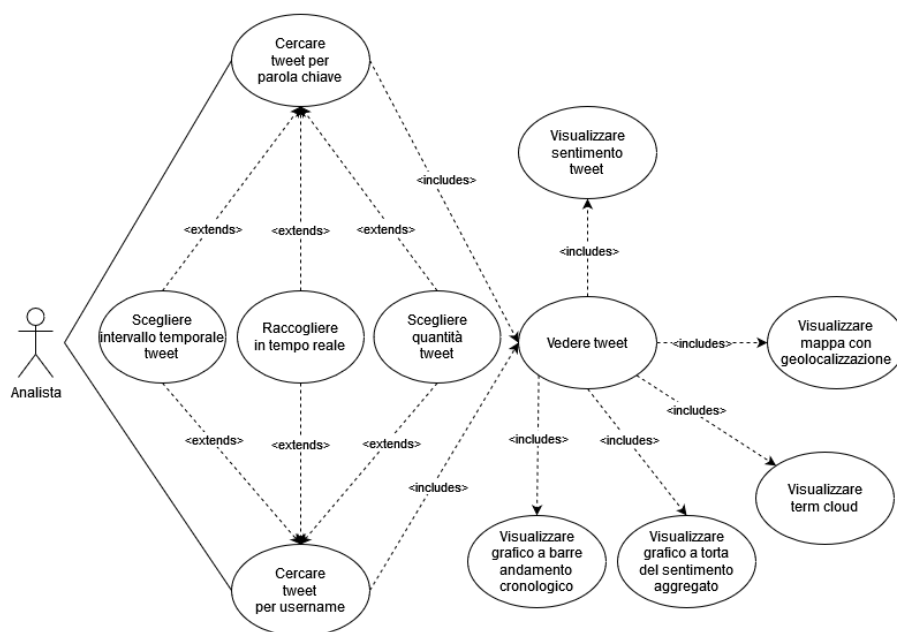 Cercare
tweet per
parola chiave
Visualizzare
sentimento
tweet
<includes>
<extends>
<extends>
<extends>
<includes>
Analista
Scegliere
intervallo temporale
tweet
Raccogliere
in tempo reale
Scegliere
quantità
tweet
Vedere tweet
<includes>
Visualizzare
mappa con
geolocalizzazione
<includes>
<extends>
<extends>
<extends>
<includes>
<includes>
<includes>
Visualizzare
term cloud
Visualizzare
grafico a barre
andamento
cronologico
Visualizzare
grafico a torta
del sentimento
aggregato
Cercare
tweet
per username